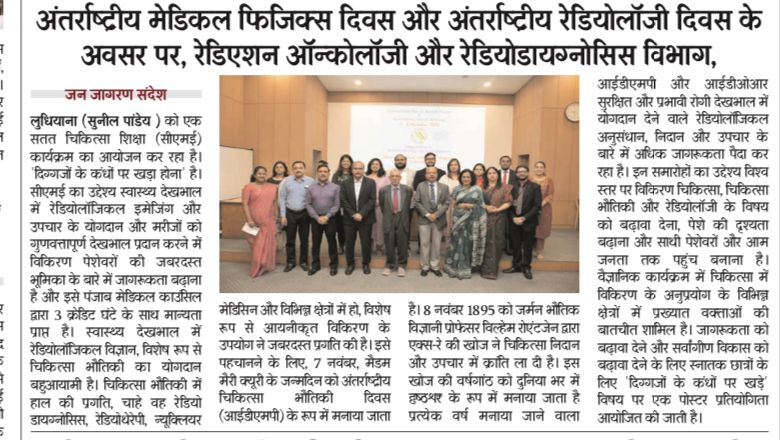 अंतर्राष्ट्रीय मेडिकल फिजिक्स दिवस और अंतर्राष्ट्रीय रेडियोलॉजी दिवस के
अवसर पर, रेडिएशन ऑन्कोलॉजी और रेडियोडायग्नोसिस विभाग,
जन जागरण संदेश
लुधियाना (सुनील पांडेय ) को एक
सतत चिकित्सा शिक्षा (सीएमई)
कार्यक्रम का आयोजन कर रहा है।
'दिग्गजों के कंधों पर खड़ा होना' है।
सीएमई का उद्देश्य स्वास्थ्य देखभाल
में रेडियोलॉजिकल इमेजिंग और
उपचार के योगदान और मरीजों को
गुणवत्तापूर्ण देखभाल प्रदान करने में
विकिरण पेशेवरों की जबरदस्त
भूमिका के बारे में जागरूकता बढ़ाना
है और इसे पंजाब मेडिकल काउंसिल
द्वारा 3 क्रेडिट घंटे के साथ मान्यता
प्राप्त है। स्वास्थ्य देखभाल में
रेडियोलॉजिकल विज्ञान, विशेष रूप से
चिकित्सा भौतिकी का योगदान
बहुआयामी है। चिकित्सा भौतिकी में
हाल की प्रगति, चाहे वह रेडियो
डायग्नोसिस, रेडियोथेरेपी, न्यूक्लियर
मेडिसिन और विभिन्न क्षेत्रों में हो, विशेष
रूप से आयनीकृत विकिरण के
उपयोग ने जबरदस्त प्रगति की है। इसे
पहचानने के लिए, 7 नवंबर, मैडम
मैरी क्यूरी के जन्मदिन को अंतर्राष्ट्रीय
चिकित्सा भौतिकी दिवस
(आईडीएमपी) के रूप में मनाया जाता
है। 8 नवंबर 1895 को जर्मन भौतिक
विज्ञानी प्रोफेसर विल्हेम रोएंटजेन द्वारा
एक्स-रे की खोज ने चिकित्सा निदान
और उपचार में क्रांति ला दी है। इस
खोज की वर्षगांठ को दुनिया भर में
के रूप में मनाया जाता है
प्रत्येक वर्ष मनाया जाने वाला
आईडीएमपी और आईडीओआर
सुरक्षित और प्रभावी रोगी देखभाल में
योगदान देने वाले रेडियोलॉजिकल
अनुसंधान, निदान और उपचार के
बारे में अधिक जागरूकता पैदा कर
रहा है। इन समारोहों का उद्देश्य विश्व
स्तर पर विकिरण चिकित्सा, चिकित्सा
भौतिकी और रेडियोलॉजी के विषय
को बढ़ावा देना, पेशे की दृश्यता
बढ़ाना और साथी पेशेवरों और आम
जनता तक पहुंच बनाना है।
वैज्ञानिक कार्यक्रम में चिकित्सा में
विकिरण के अनुप्रयोग के विभिन्न
क्षेत्रों में प्रख्यात वक्ताओं की
बातचीत शामिल है। जागरूकता को
बढ़ावा देने और सर्वांगीण विकास को
बढ़ावा देने के लिए स्नातक छात्रों के
लिए 'दिग्गजों के कंधों पर खड़े'
विषय पर एक पोस्टर प्रतियोगिता
आयोजित की जाती है।